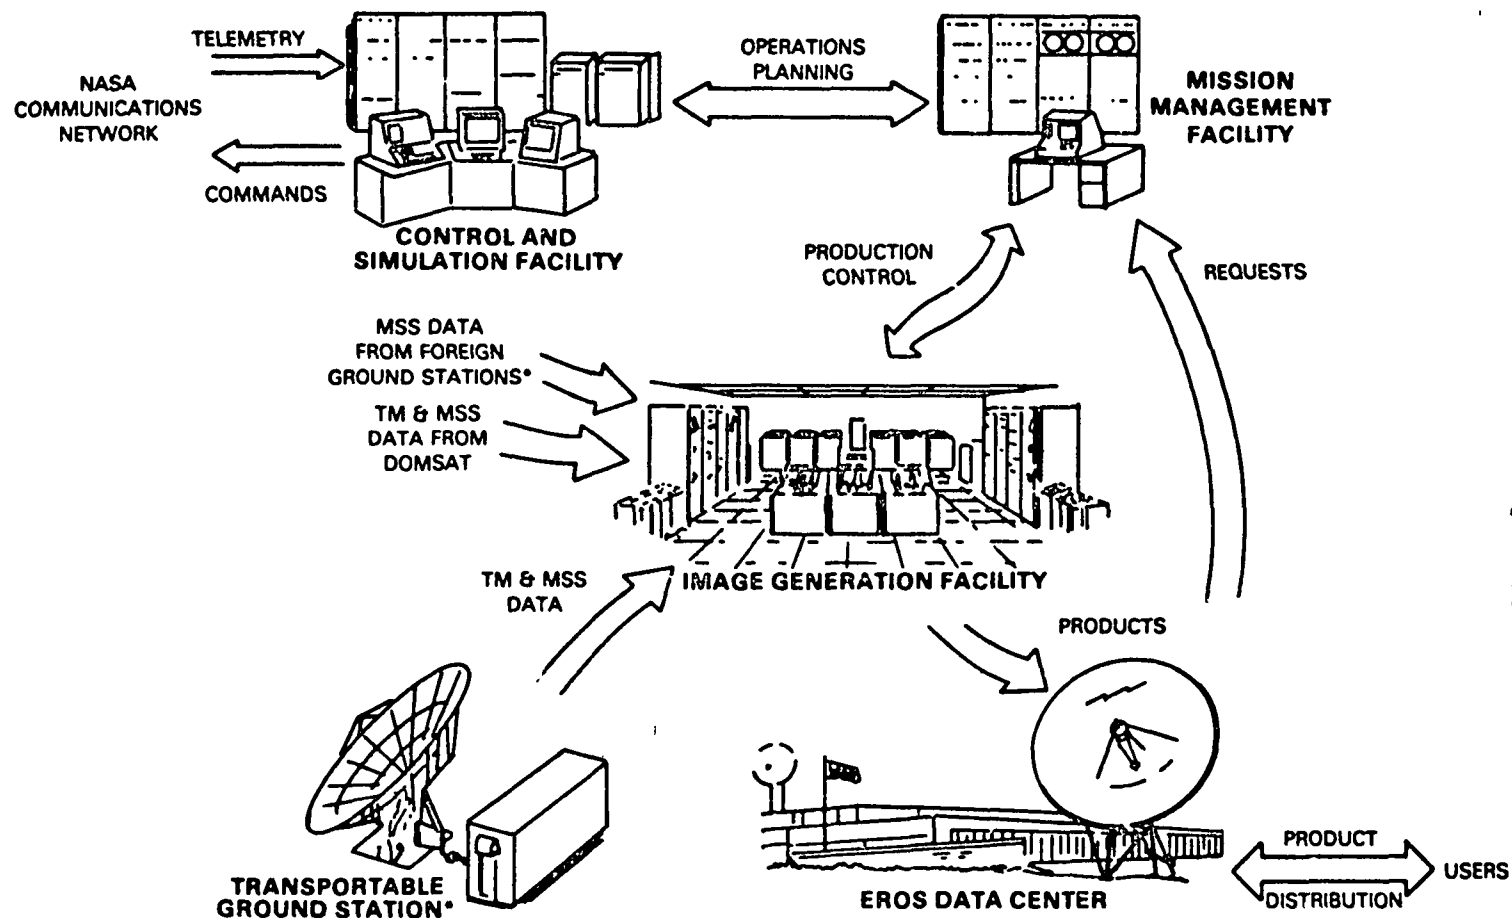 TELEMETRY
NASA
COMMUNICATIONS
NETWORK
COMMANDS
CONTROL AND
SIMULATION FACILITY
OPERATIONS
PLANNING
MISSION
MANAGEMENT
FACILITY
PRODUCTION
CONTROL
REQUESTS
MSS DATA
FROM FOREIGN
GROUND STATIONS*
TM & MSS
DATA FROM
DOMSAT
IMAGE GENERATION FACILITY
TM & MSS
DATA
PRODUCTS
TRANSPORTABLE
GROUND STATION*
EROS DATA CENTER
PRODUCT
DISTRIBUTION
USERS